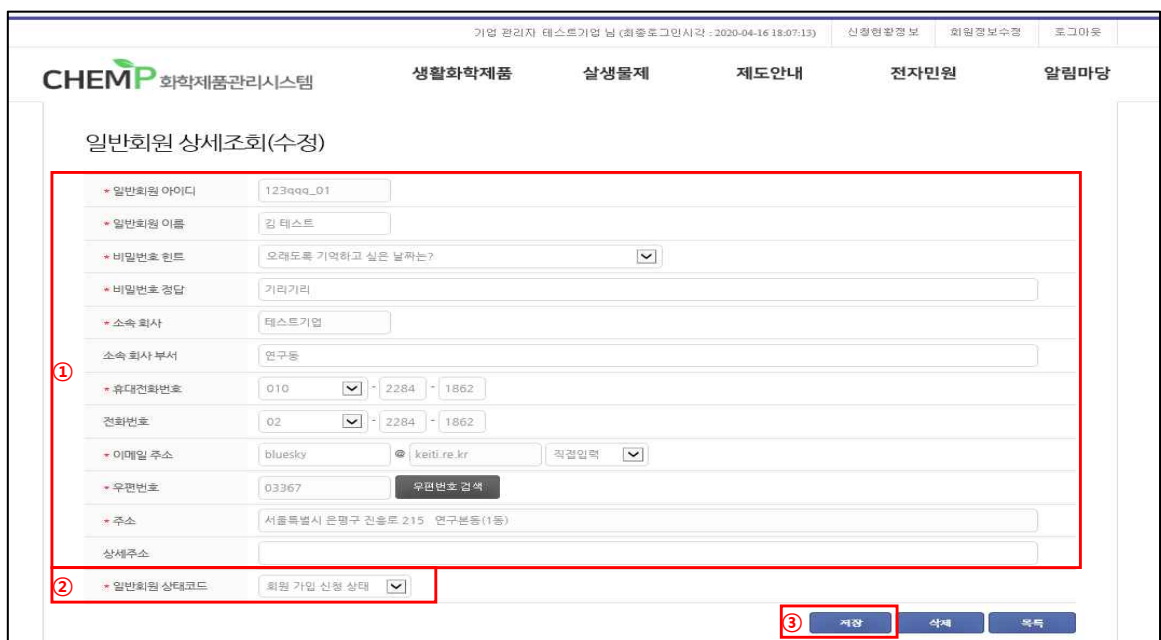 기업 관리자 테스트기업 님 (최종로그인시각 : 2020-04-16 18:07:13) 신청현황정보 회원정보수정 로그아웃
CHEMP 화학제품관리시스템 생활화학제품 살생물제 제도안내 전자민원 알림마당
일반회원 상세조회(수정)
* 일반회원 아이디 123qqq_01
* 일반회원 이름 김 테스트
* 비밀번호 힌트 오래도록 기억하고 싶은 날짜는?
* 비밀번호 정답 기리기리
* 소속 회사 테스트기업
소속 회사 부서 연구동
①
* 휴대전화번호 010 - 2284 - 1862
전화번호 02 - 2284 - 1862
* 이메일 주소 bluesky @ keiti.re.kr 직접입력
* 우편번호 03367 우편번호 검색
* 주소 서울특별시 은평구 진흥로 215 연구본동(1동)
상세주소
② * 일반회원 상태코드 회원 가입 신청 상태
③ 저장 삭제 목록